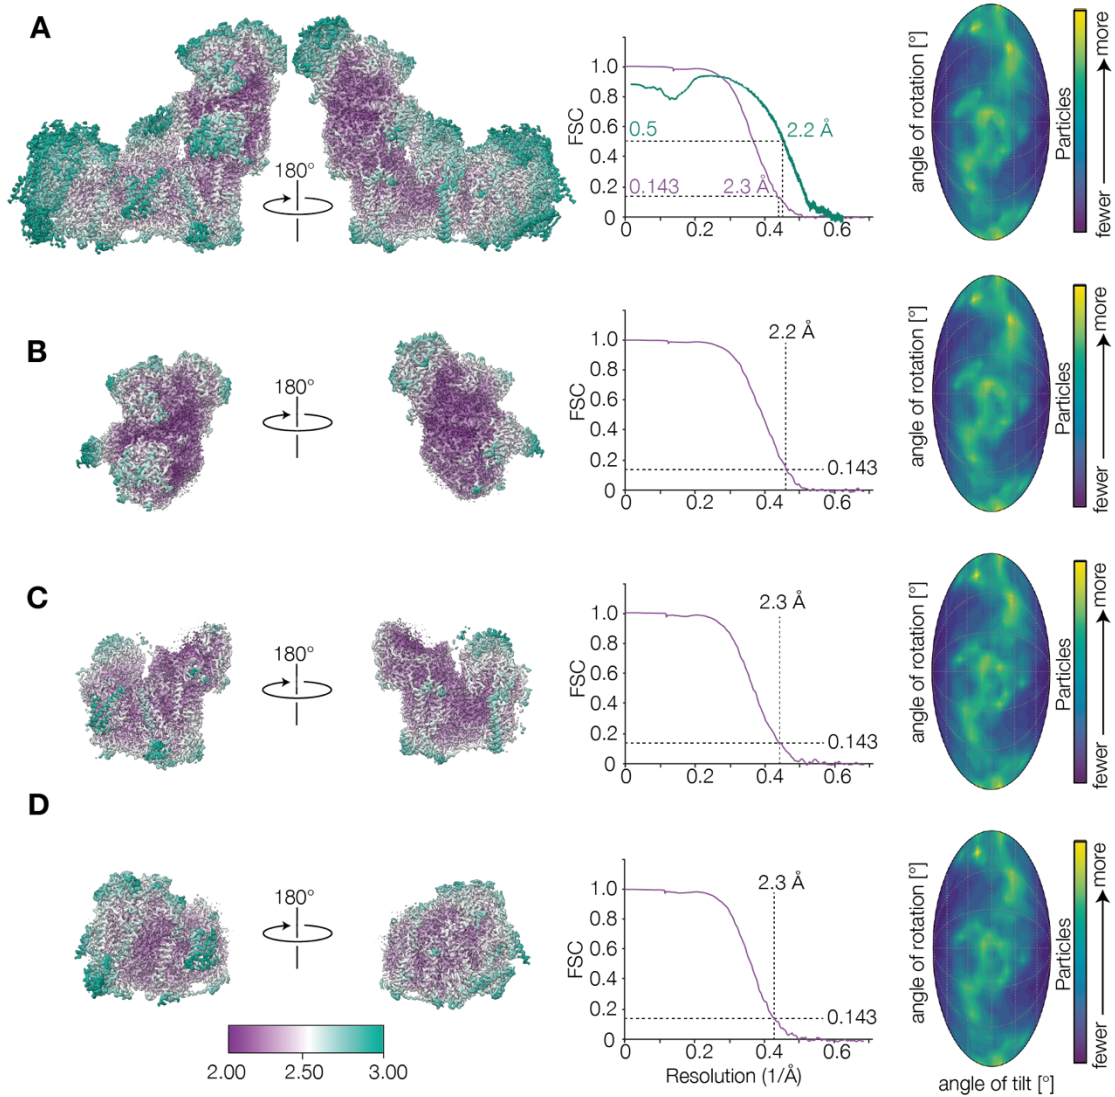 A
180°
FSC
1.0
0.8
0.6
0.4
0.2
0
0.5
2.2 Å
0.143
2.3 Å
0
0.2
0.4
0.6
angle of rotation [°]
Particles
fewer
more
B
180°
FSC
1.0
0.8
0.6
0.4
0.2
0
2.2 Å
0.143
0
0.2
0.4
0.6
angle of rotation [°]
Particles
fewer
more
C
180°
FSC
1.0
0.8
0.6
0.4
0.2
0
2.3 Å
0.143
0
0.2
0.4
0.6
angle of rotation [°]
Particles
fewer
more
D
180°
FSC
1.0
0.8
0.6
0.4
0.2
0
2.3 Å
0.143
0
0.2
0.4
0.6
Resolution (1/Å)
angle of rotation [°]
angle of tilt [°]
Particles
fewer
more
2.00
2.50
3.00